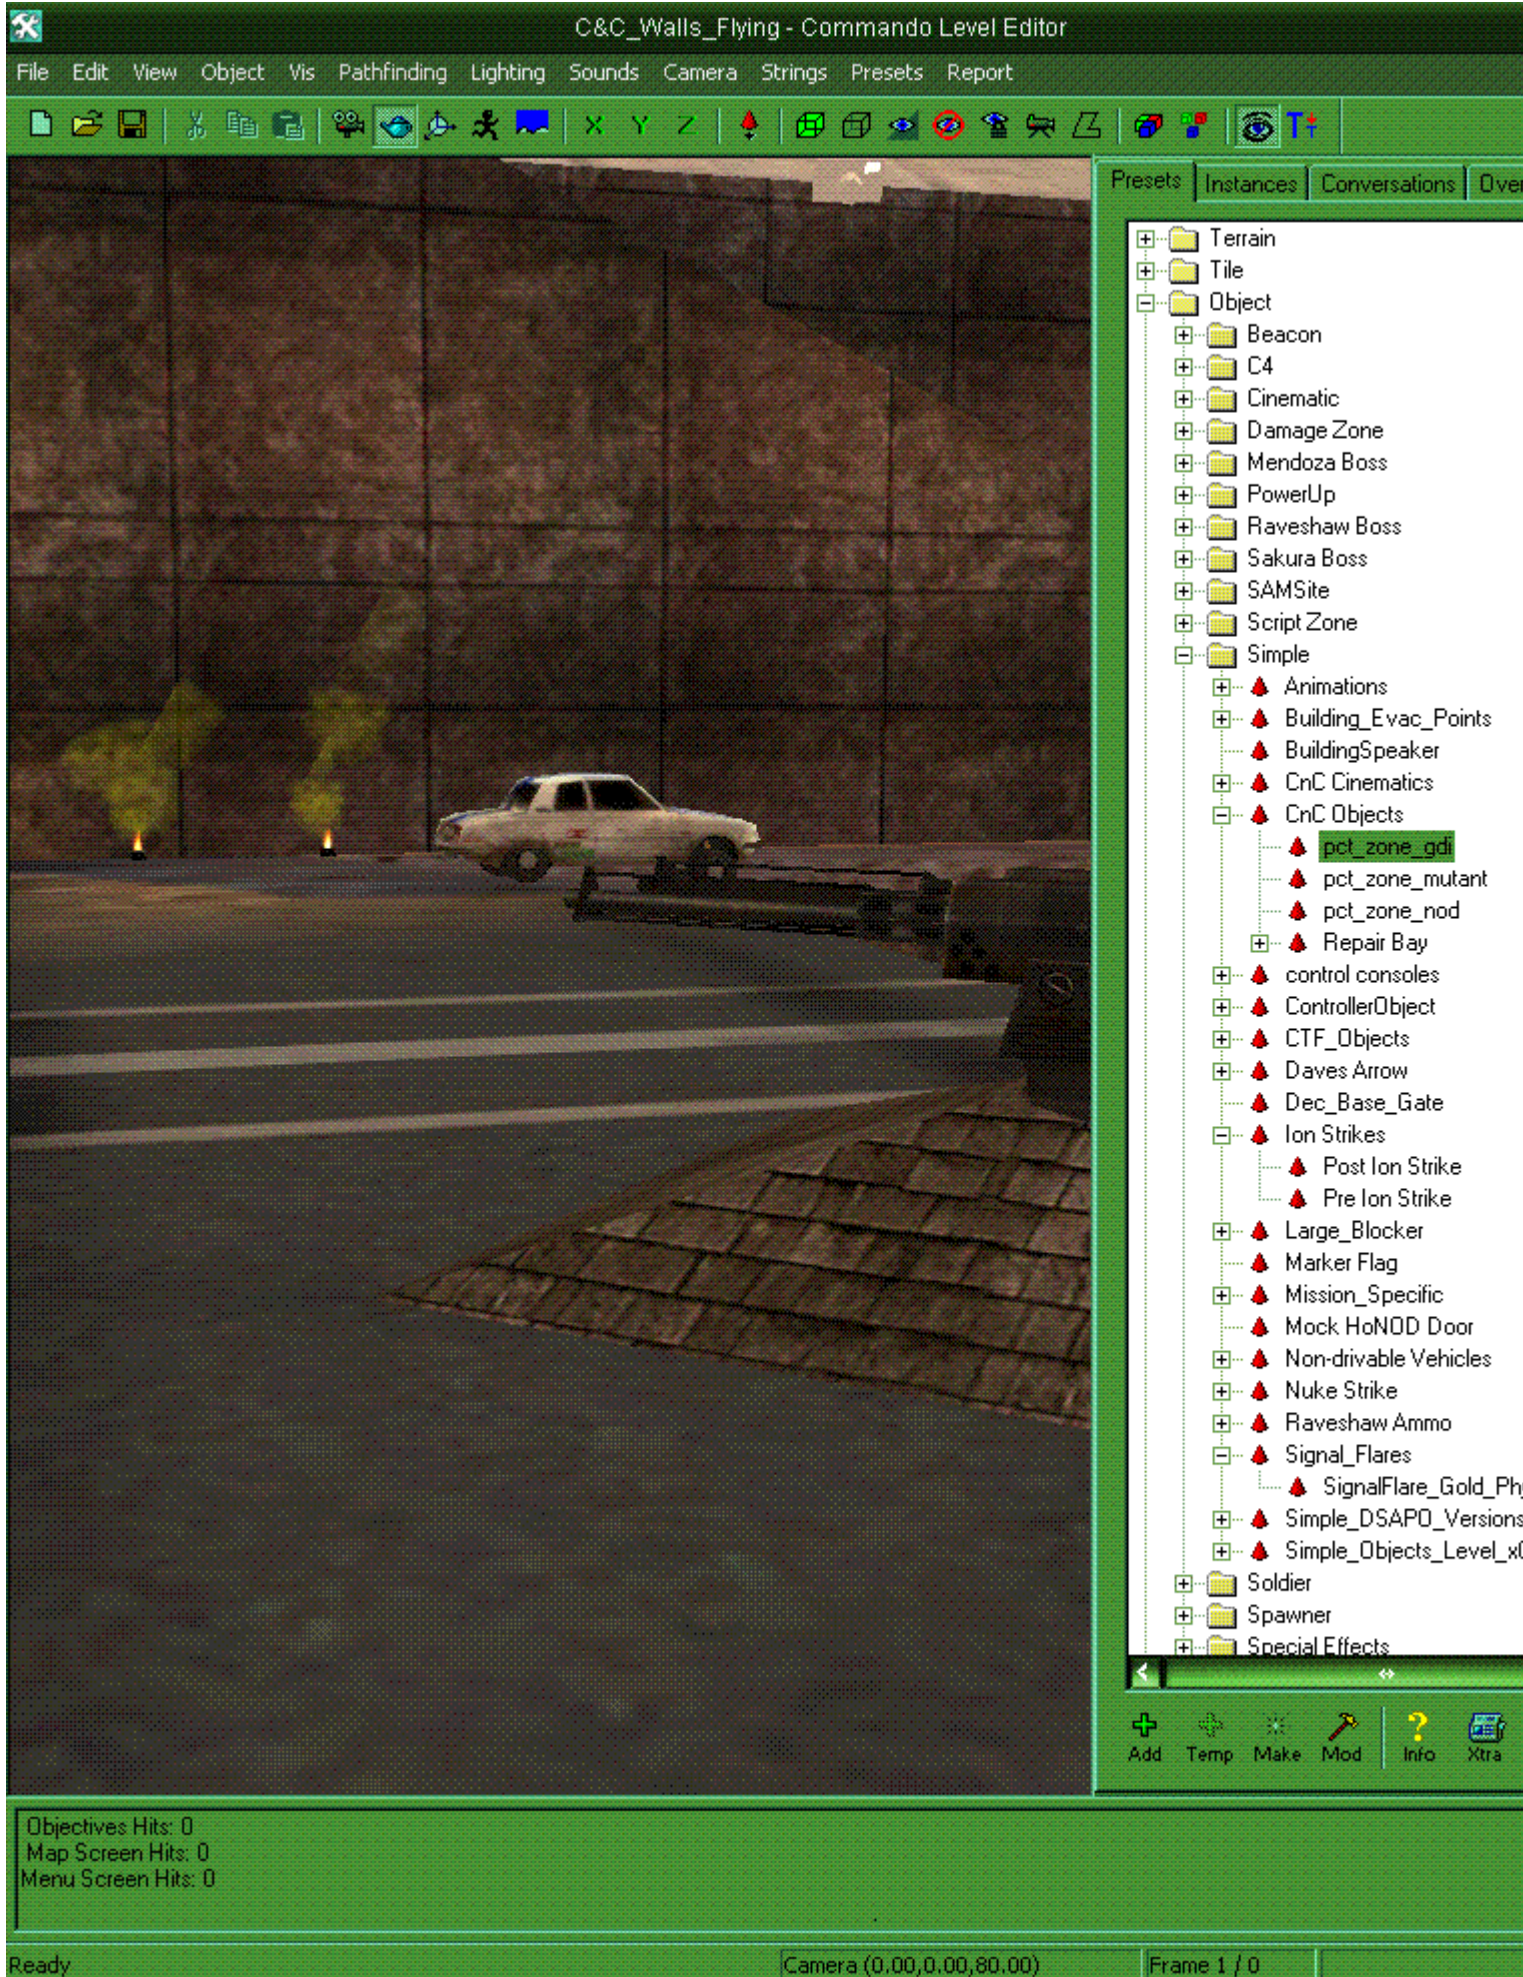 C&C_Walls_Flying - Commando Level Editor
File Edit View Object Vis Pathfinding Lighting Sounds Camera Strings Presets Report
X Y Z
Presets Instances Conversations
Terrain
Tile
Object
Beacon
C4
Cinematic
Damage Zone
Mendoza Boss
PowerUp
Raveshaw Boss
Sakura Boss
SAMSite
Script Zone
Simple
Animations
Building_Evac_Points
BuildingSpeaker
CnC Cinematics
CnC Objects
pct_zone_gdi
pct_zone_mutant
pct_zone_nod
Repair Bay
control consoles
ControllerObject
CTF_Objects
Daves Arrow
Dec_Base_Gate
Ion Strikes
Post Ion Strike
Pre Ion Strike
Large_Blocker
Marker Flag
Mission_Specific
Mock HoNOD Door
Non-drivable Vehicles
Nuke Strike
Raveshaw Ammo
Signal_Flares
SignalFlare_Gold_Ph
Simple_DSAPO_Versions
Simple_Objects_Level_x0
Soldier
Spawner
Special Effects
Add Temp Make Mod Info Xtra
Objectives Hits: 0
Map Screen Hits: 0
Menu Screen Hits: 0
Ready Camera (0.00,0.00,80.00) Frame 1 / 0